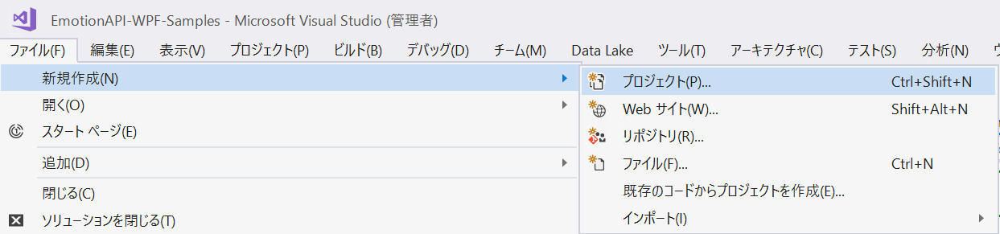 EmotionAPI-WPF-Samples - Microsoft Visual Studio (管理者)
ファイル(F) 編集(E) 表示(V) プロジェクト(P) ビルド(B) デバッグ(D) チーム(M) Data Lake ツール(T) アーキテクチャ(C) テスト(S) 分析(N)
新規作成(N)
開く(O)
スタート ページ(E)
追加(D)
閉じる(C)
ソリューションを閉じる(T)
プロジェクト(P)... Ctrl+Shift+N
Web サイト(W)... Shift+Alt+N
リポジトリ(R)...
ファイル(F)... Ctrl+N
既存のコードからプロジェクトを作成(E)...
インポート(I)